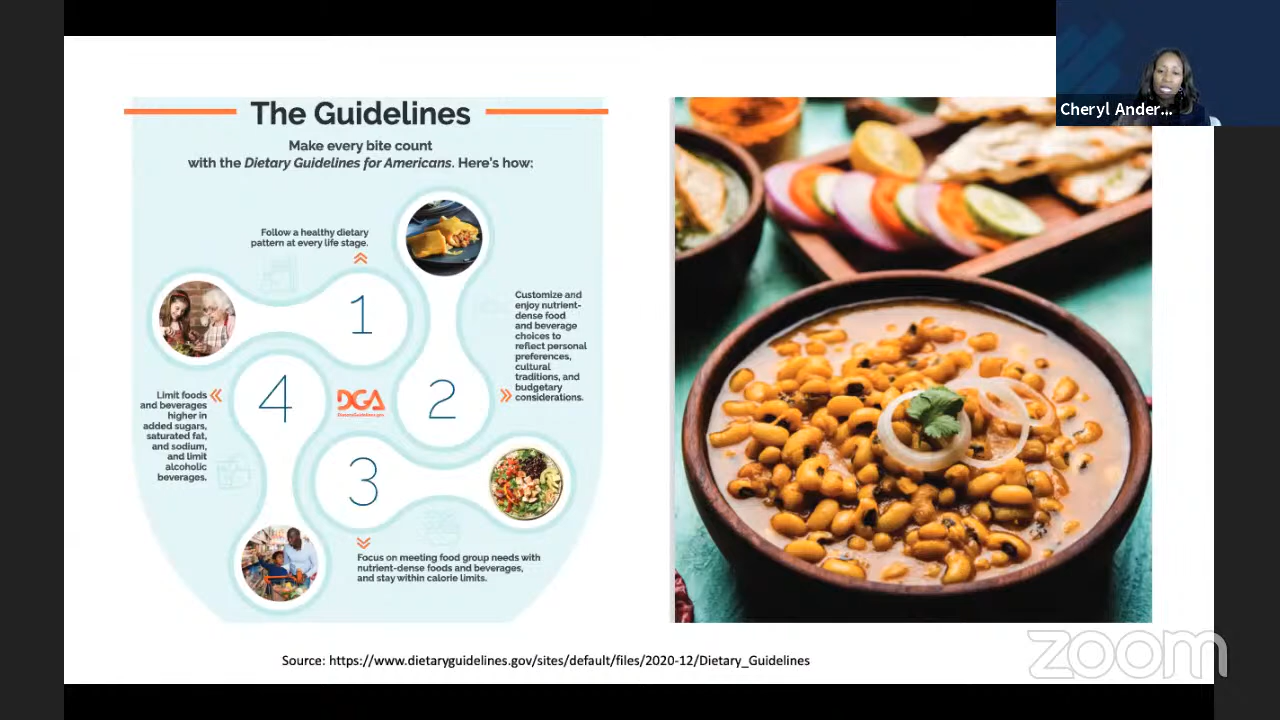 Cheryl Ander...
The Guidelines
Make every bite count
with the Dietary Guidelines for Americans. Here's how:
Follow a healthy dietary
pattern at every life stage.
1
Customize and
enjoy nutrient-
dense food
and beverage
choices to
reflect personal
preferences,
cultural
traditions, and
budgetary
considerations.
2
4
DGA
DietaryGuidelines.gov
Limit foods
and beverages
higher in
added sugars,
saturated fat,
and sodium,
and limit
alcoholic
beverages.
3
Focus on meeting food group needs with
nutrient-dense foods and beverages,
and stay within calorie limits.
Source: https://www.dietaryguidelines.gov/sites/default/files/2020-12/Dietary_Guidelines
zoom